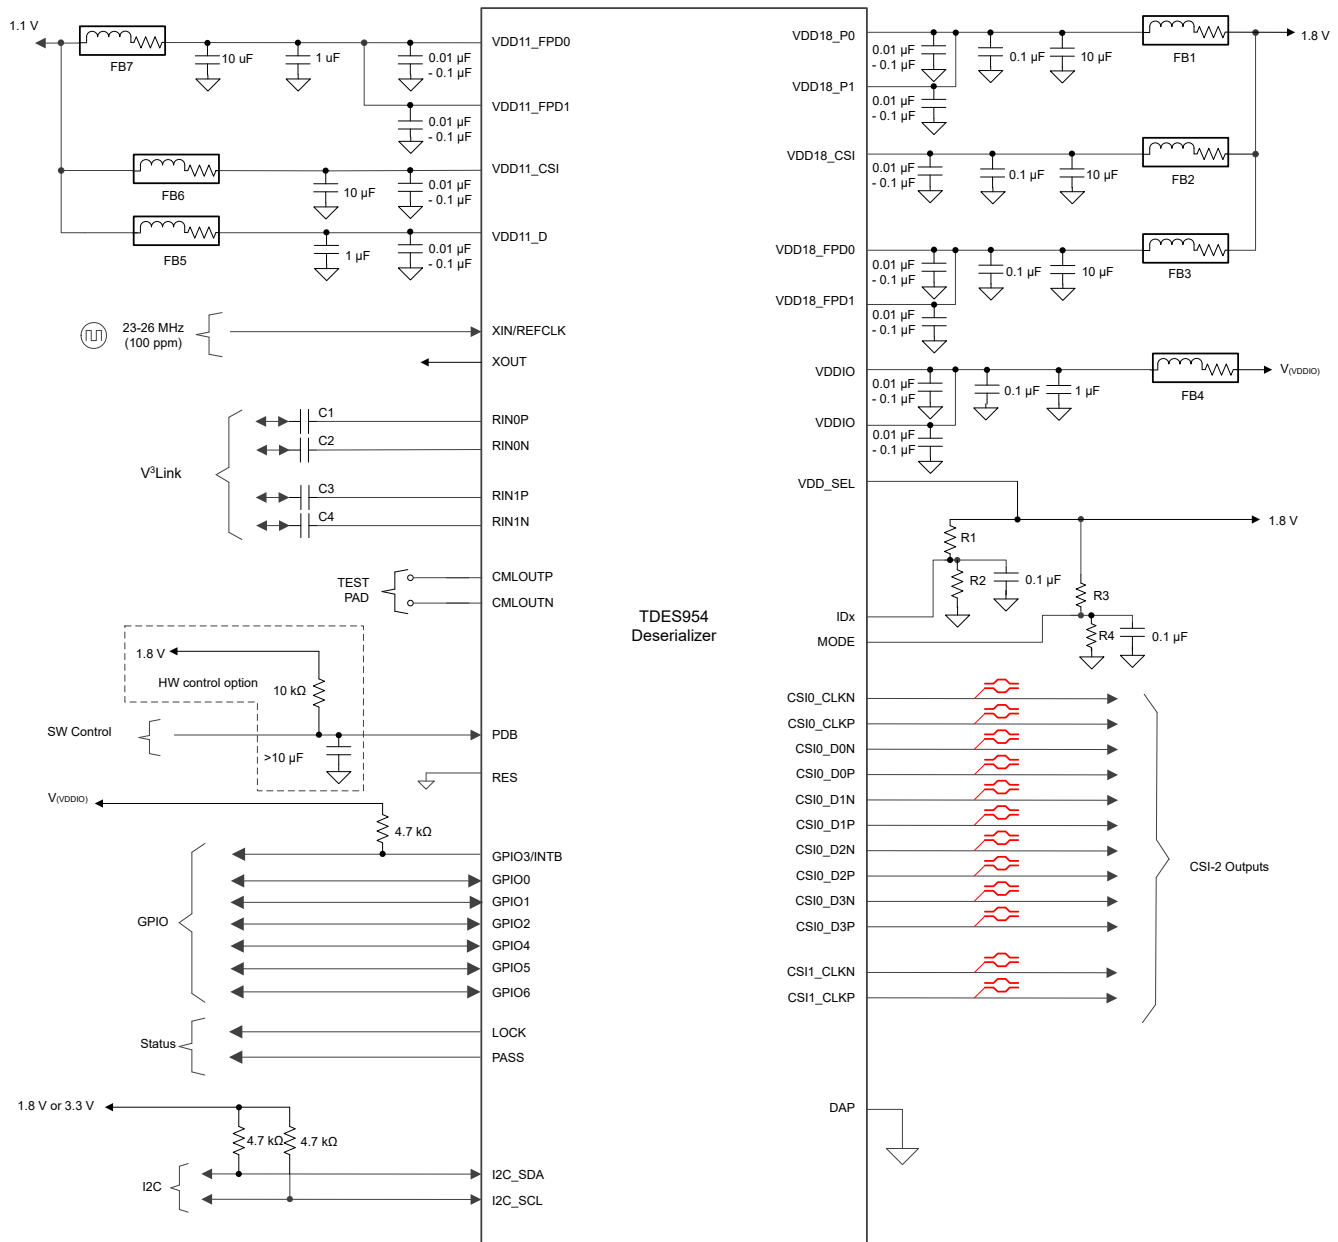 1.1 V
FB7
10 uF
1 uF
0.01 µF
- 0.1 µF
VDD11_FPD0
0.01 µF
- 0.1 µF
VDD11_FPD1
FB6
10 µF
0.01 µF
- 0.1 µF
VDD11_CSI
FB5
1 µF
0.01 µF
- 0.1 µF
VDD11_D
23-26 MHz
(100 ppm)
XIN/REFCLK
XOUT
V³Link
C1
RIN0P
C2
RIN0N
C3
RIN1P
C4
RIN1N
TEST
PAD
CMLOUTP
CMLOUTN
1.8 V
HW control option
10 kΩ
SW Control
>10 µF
PDB
RES
V(VDDIO)
4.7 kΩ
GPIO
GPIO3/INTB
GPIO0
GPIO1
GPIO2
GPIO4
GPIO5
GPIO6
Status
LOCK
PASS
1.8 V or 3.3 V
4.7 kΩ
4.7 kΩ
I2C
I2C_SDA
I2C_SCL
TDES954
Deserializer
VDD18_P0
0.01 µF
- 0.1 µF
0.1 µF
10 µF
FB1
1.8 V
VDD18_P1
0.01 µF
- 0.1 µF
VDD18_CSI
0.01 µF
- 0.1 µF
0.1 µF
10 µF
FB2
VDD18_FPD0
0.01 µF
- 0.1 µF
0.1 µF
10 µF
FB3
VDD18_FPD1
0.01 µF
- 0.1 µF
VDDIO
0.01 µF
- 0.1 µF
0.1 µF
1 µF
FB4
V(VDDIO)
VDDIO
0.01 µF
- 0.1 µF
VDD_SEL
1.8 V
R1
R2
0.1 µF
R3
IDx
MODE
R4
0.1 µF
CSI0_CLKN
CSI0_CLKP
CSI0_D0N
CSI0_D0P
CSI0_D1N
CSI0_D1P
CSI0_D2N
CSI0_D2P
CSI0_D3N
CSI0_D3P
CSI1_CLKN
CSI1_CLKP
CSI-2 Outputs
DAP